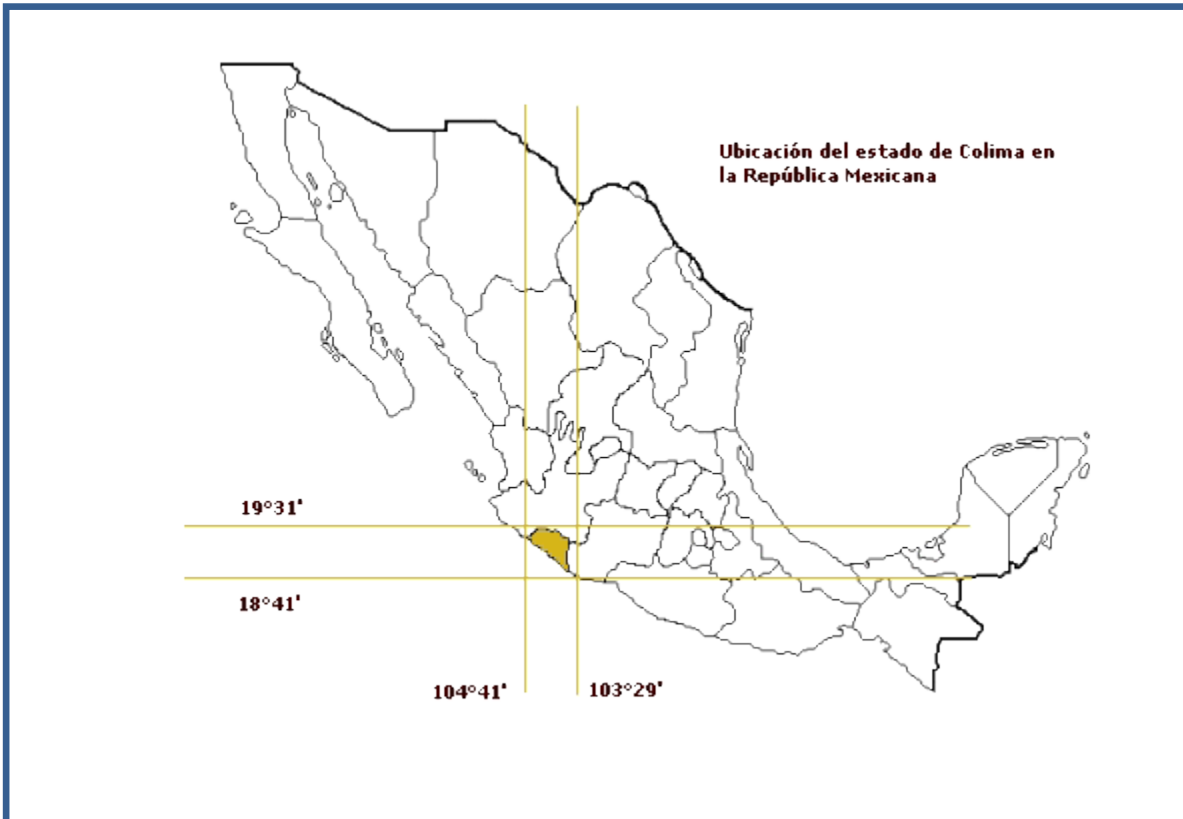 Ubicación del estado de Colima en
la República Mexicana
19°31'
18°41'
104°41'
103°29'